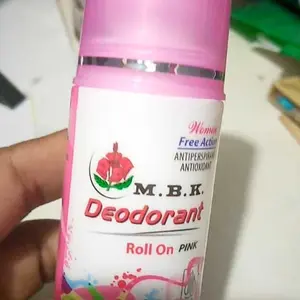 Women
Free Action
ANTIPERSPIRANT
ANTIOXIDANT
M.B.K.
Deodorant
Roll On PINK